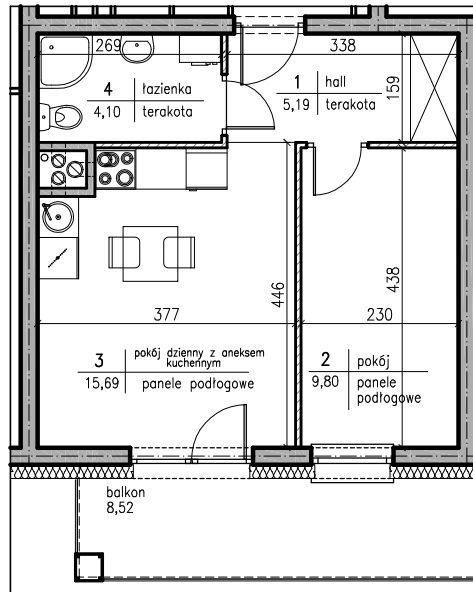 269
338
4 łazienka
4,10 terakota
1 hall
5,19 terakota
159
446
438
377
230
3 pokój dzienny z aneksem
kuchennym
15,69 panele podłogowe
2 pokój
9,80 panele
podłogowe
balkon
8,52